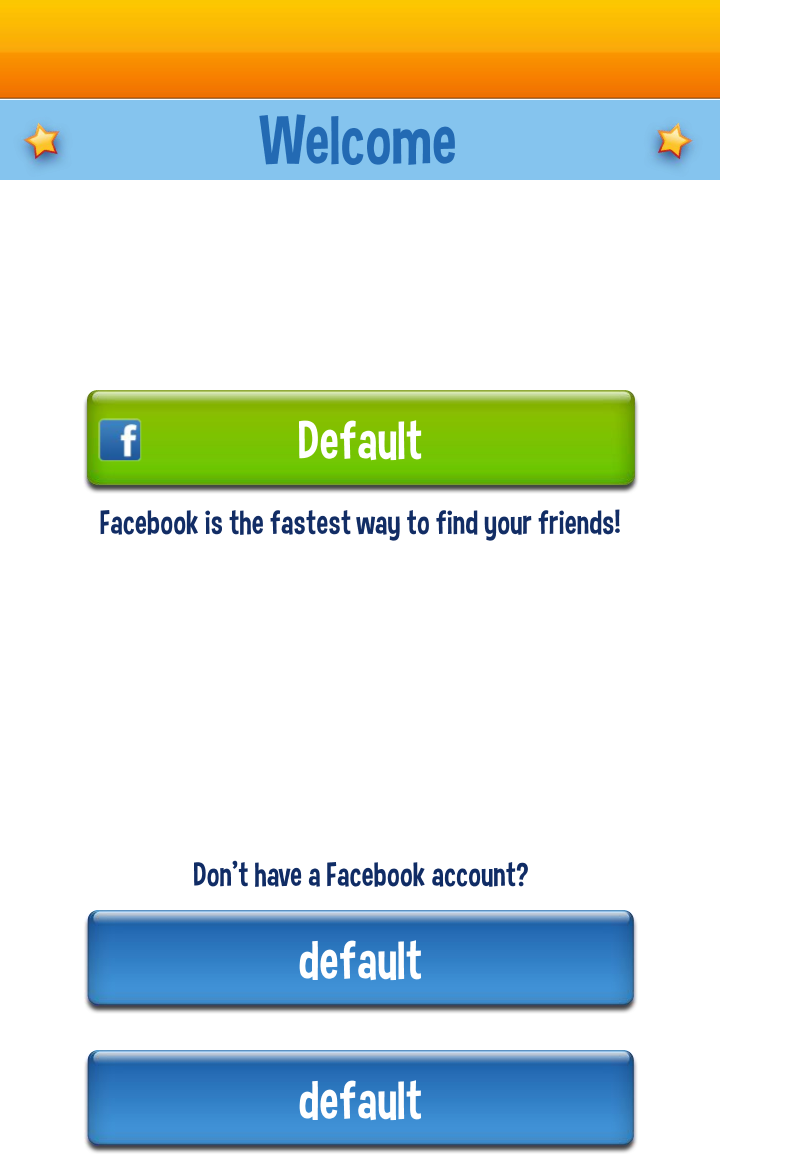 Welcome
f
Default
Facebook is the fastest way to find your friends!
Don't have a Facebook account?
default
default